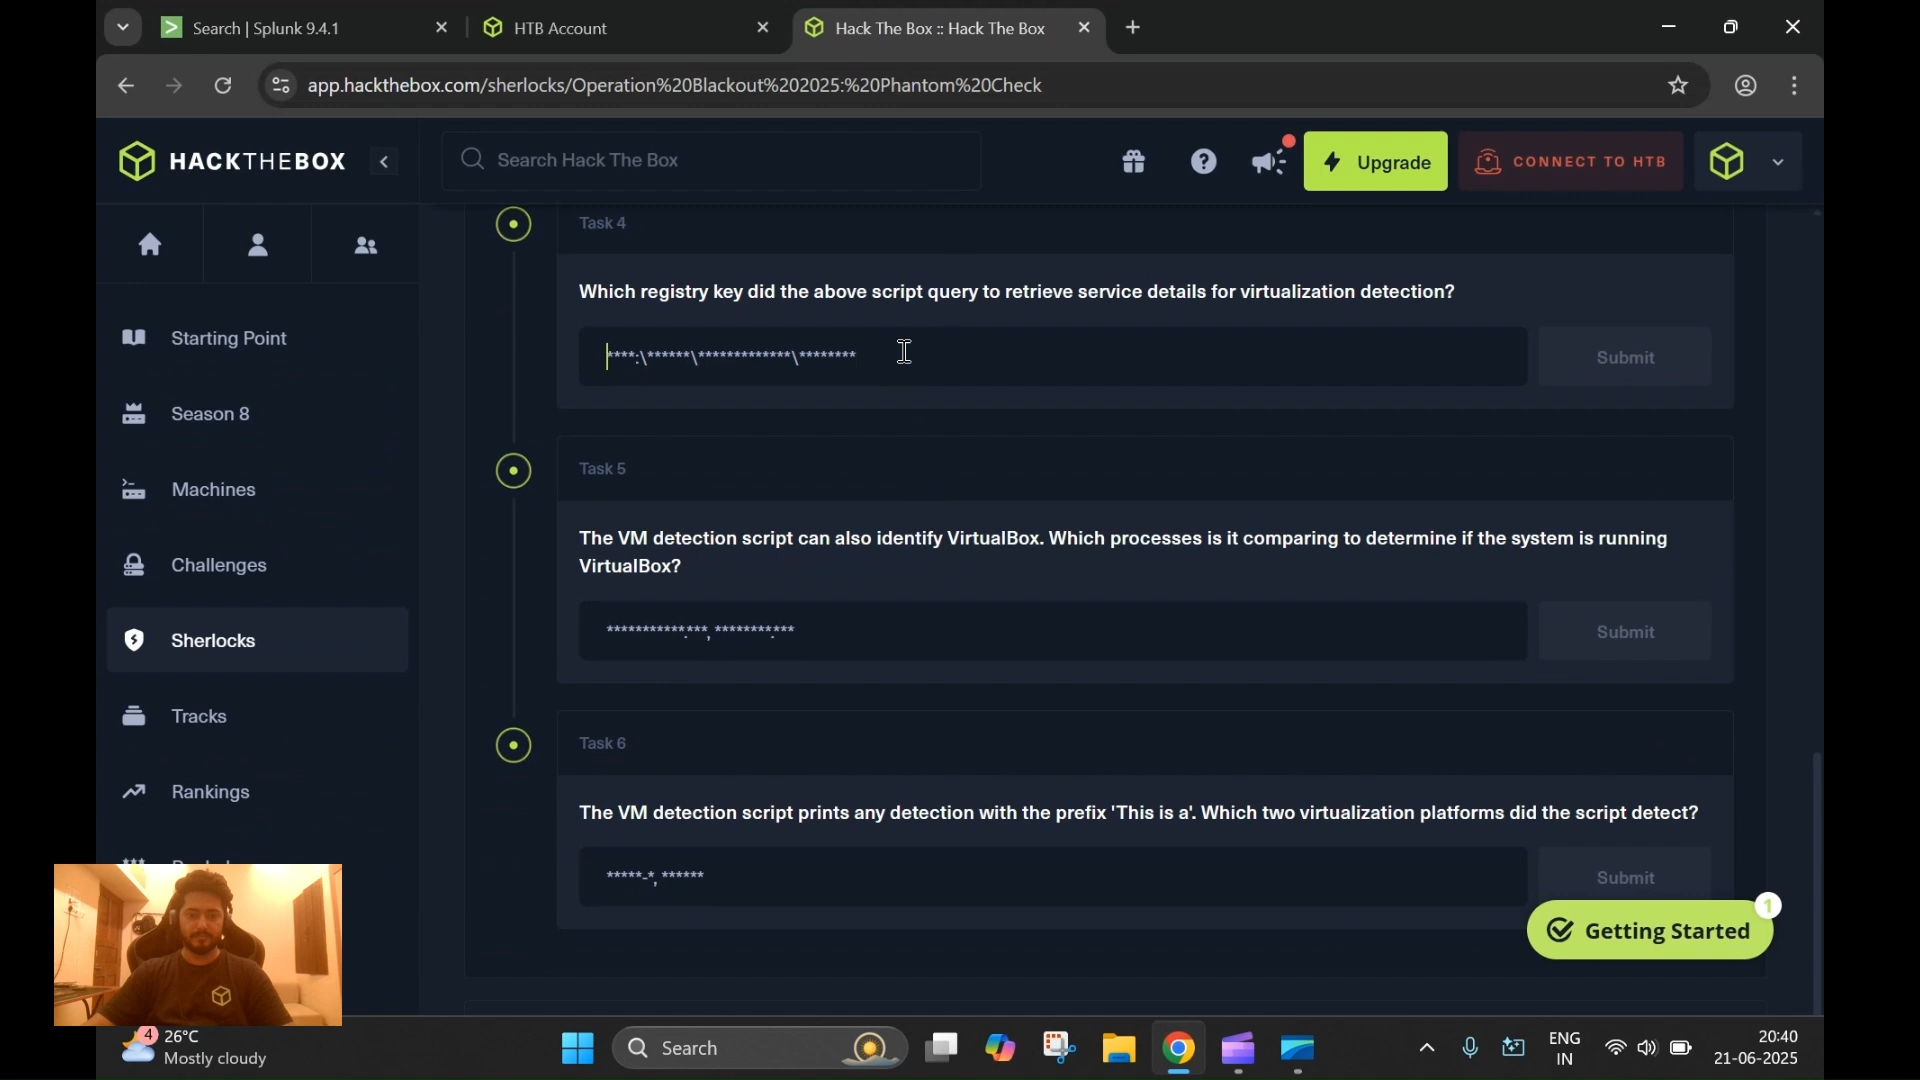 Search | Splunk 9.4.1
HTB Account
Hack The Box :: Hack The Box
app.hackthebox.com/sherlocks/Operation%20Blackout%202025:%20Phantom%20Check
HACKTHEBOX
Search Hack The Box
Upgrade
CONNECT TO HTB
Task 4
Which registry key did the above script query to retrieve service details for virtualization detection?
****:\******\*************\********
Submit
Starting Point
Season 8
Machines
Challenges
Sherlocks
Tracks
Rankings
Task 5
The VM detection script can also identify VirtualBox. Which processes is it comparing to determine if the system is running
VirtualBox?
***********.***, ***********.***
Submit
Task 6
The VM detection script prints any detection with the prefix 'This is a'. Which two virtualization platforms did the script detect?
*****-*, ******
Submit
1
Getting Started
4
26°C
Mostly cloudy
Search
ENG
IN
20:40
21-06-2025